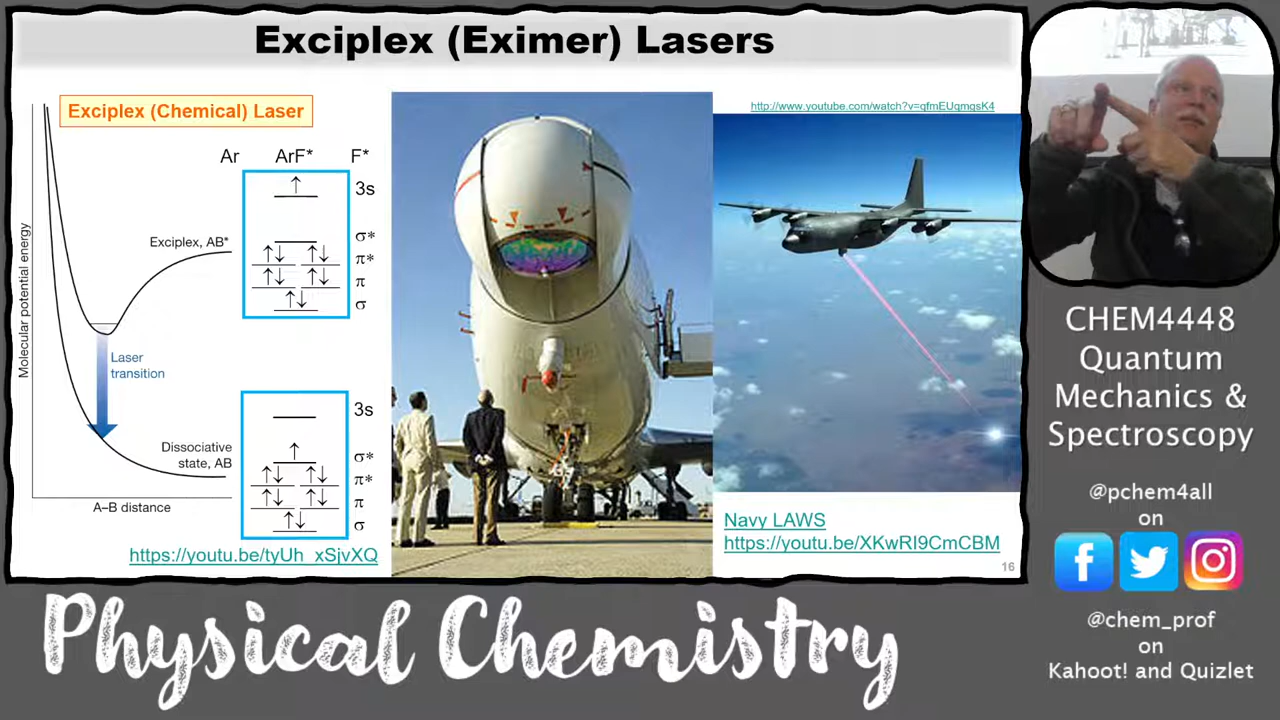 Exciplex (Eximer) Lasers
Exciplex (Chemical) Laser
Ar ArF* F*
3s
σ*
π*
π
σ
Exciplex, AB*
Molecular potential energy
Laser
transition
Dissociative
state, AB
3s
σ*
π*
π
σ
A–B distance
https://youtu.be/tyUh_xSjvXQ
http://www.youtube.com/watch?v=qfmEUqmgsK4
Navy LAWS
https://youtu.be/XKwRI9CmCBM
16
CHEM4448
Quantum
Mechanics &
Spectroscopy
@pchem4all
on
@chem_prof
on
Kahoot! and Quizlet
Physical Chemistry